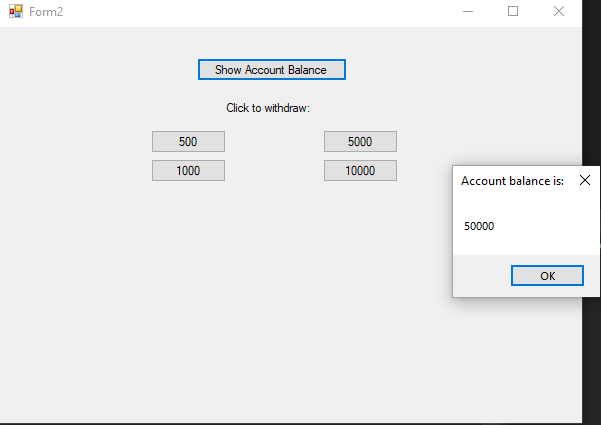 Form2
Show Account Balance
Click to withdraw:
500 5000
1000 10000
Account balance is:
50000
OK